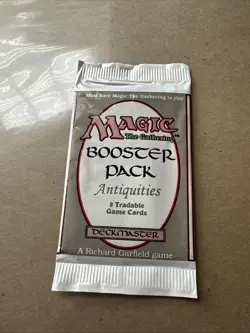 Must have Magic: The Gathering to play
MAGIC
The Gathering™
BOOSTER
PACK
Antiquities
8 Tradable
Game Cards
DECKMASTER
A Richard Garfield game